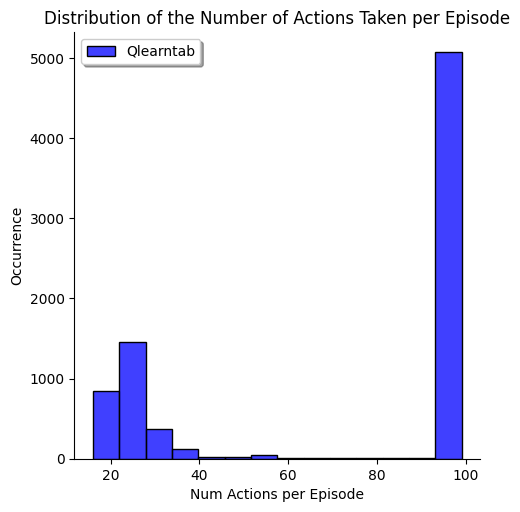 Distribution of the Number of Actions Taken per Episode
Qlearntab
5000
4000
3000
2000
1000
0
Occurrence
20 40 60 80 100
Num Actions per Episode